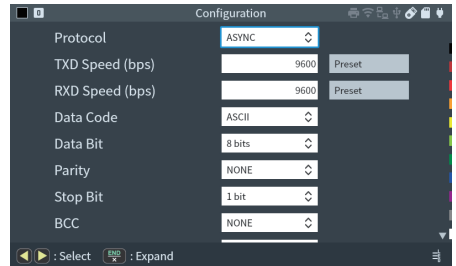 0 Configuration
Protocol ASYNC
TXD Speed (bps) 9600 Preset
RXD Speed (bps) 9600 Preset
Data Code ASCII
Data Bit 8 bits
Parity NONE
Stop Bit 1 bit
BCC NONE
: Select END × : Expand